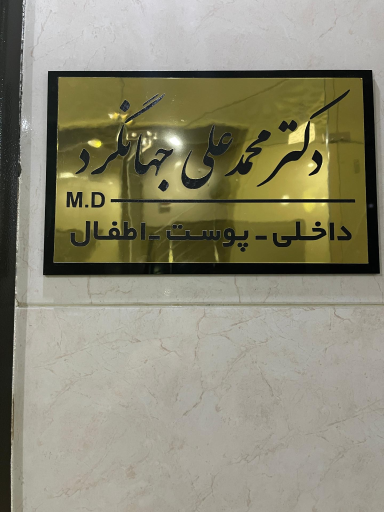 دکتر محمد علی جهانگرد
M.D
داخلی - پوست - اطفال